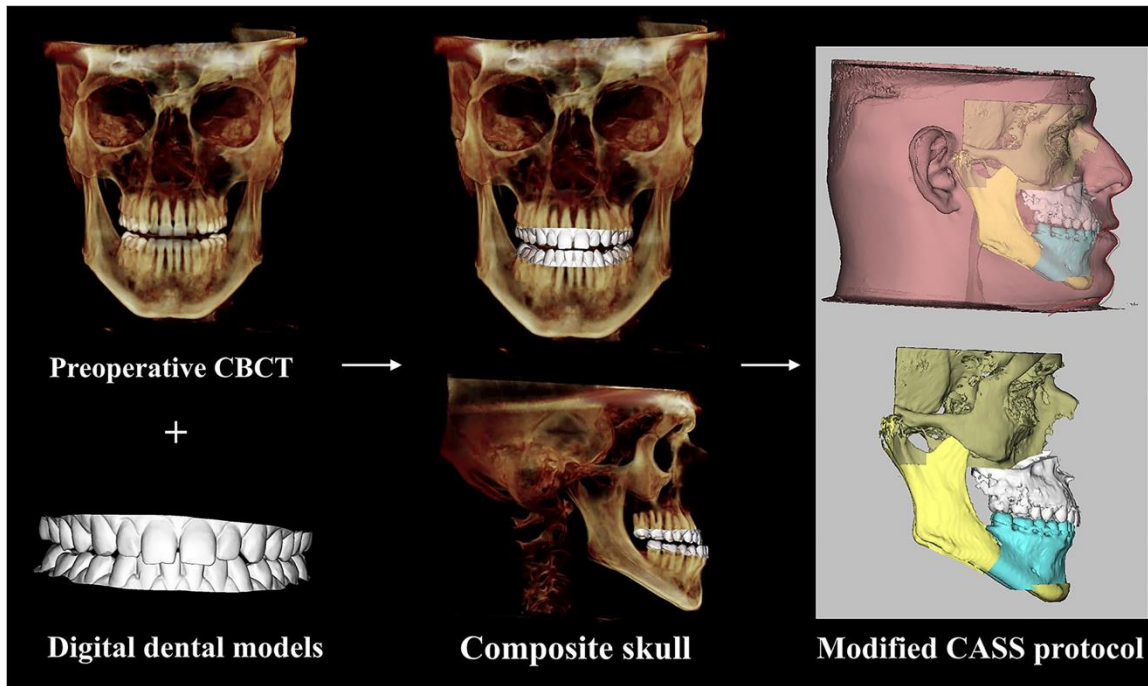 Preoperative CBCT
+
Digital dental models
Composite skull
Modified CASS protocol